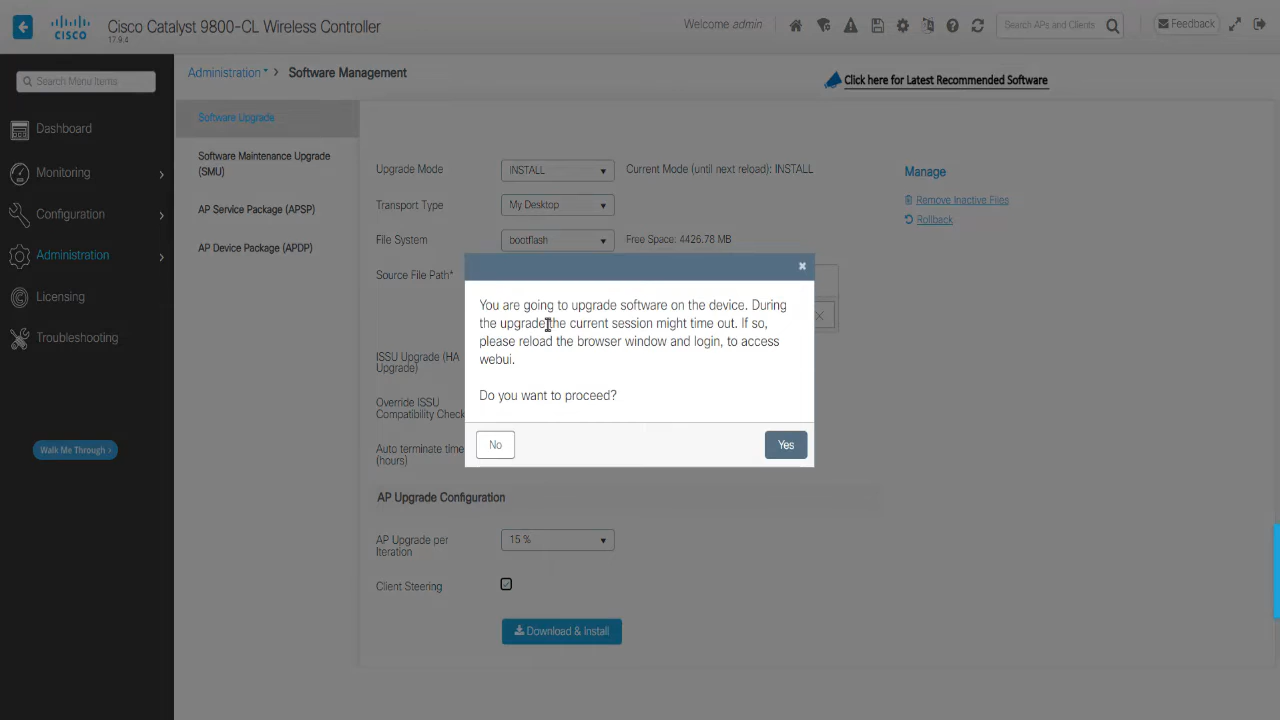 CISCO
Cisco Catalyst 9800-CL Wireless Controller
17.9.4
Welcome admin
Search APs and Clients
Feedback
Search Menu Items
Dashboard
Monitoring
Configuration
Administration
Licensing
Troubleshooting
Walk Me Through >
Administration > Software Management
Click here for Latest Recommended Software
Software Upgrade
Software Maintenance Upgrade
(SMU)
AP Service Package (APSP)
AP Device Package (APDP)
Upgrade Mode
INSTALL
Current Mode (until next reload): INSTALL
Transport Type
My Desktop
File System
bootflash
Free Space: 4426.78 MB
Source File Path*
ISSU Upgrade (HA
Upgrade)
Override ISSU
Compatibility Check
Auto terminate time
(hours)
AP Upgrade Configuration
AP Upgrade per
Iteration
15 %
Client Steering
Download & Install
Manage
Remove Inactive Files
Rollback
You are going to upgrade software on the device. During
the upgrade the current session might time out. If so,
please reload the browser window and login, to access
webui.
Do you want to proceed?
No
Yes